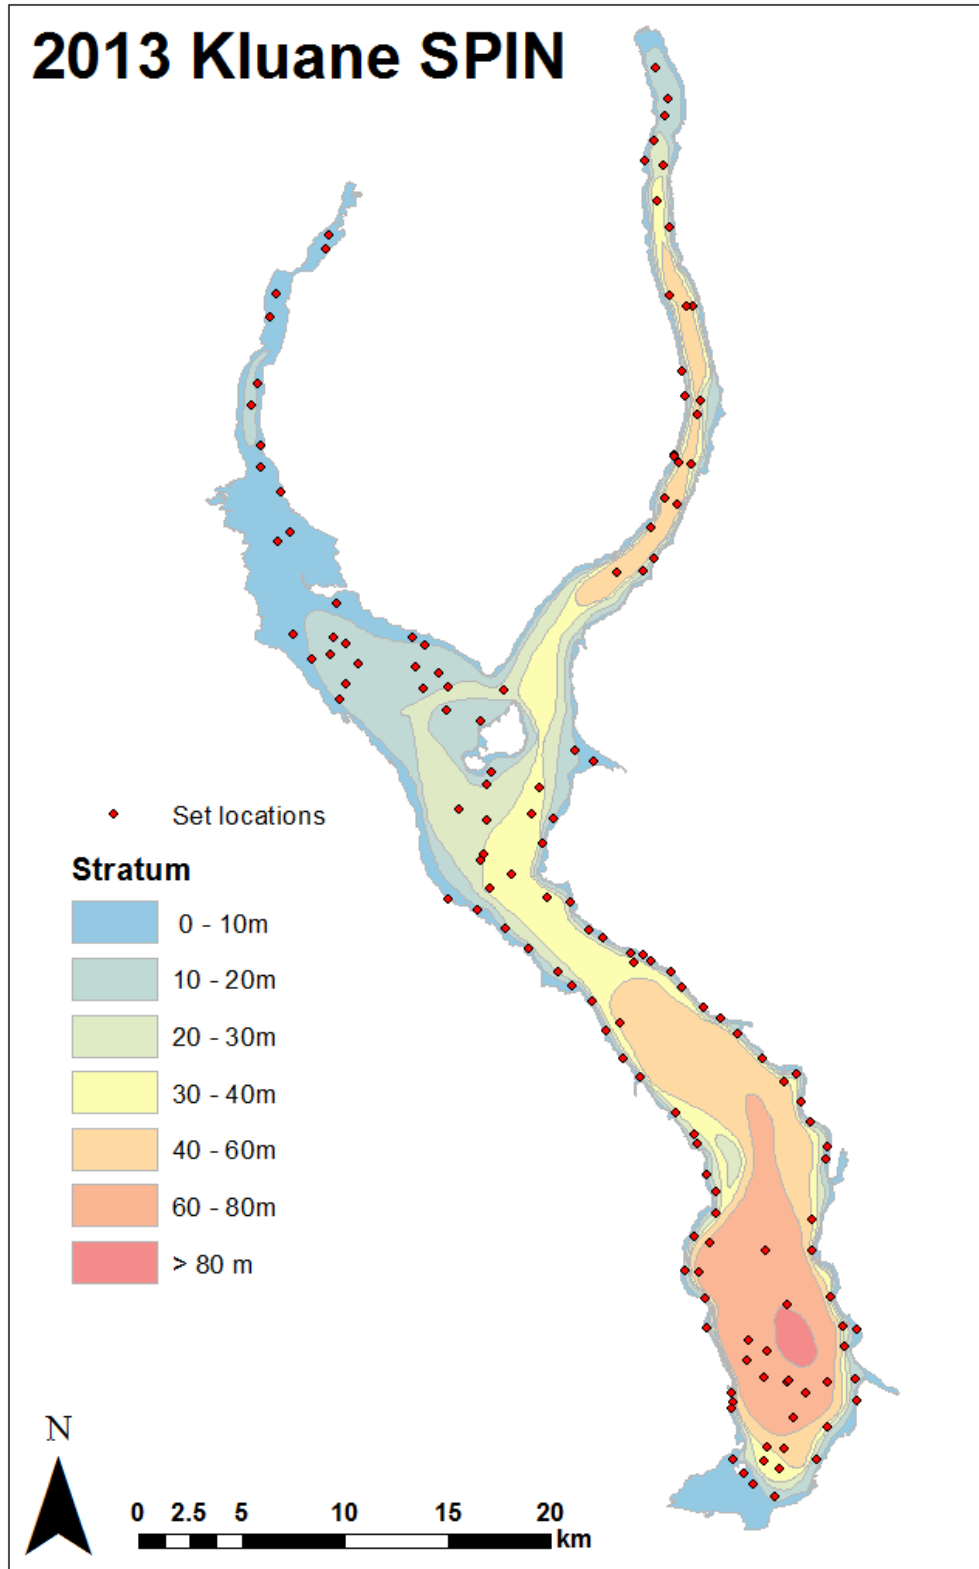 2013 Kluane SPIN
Set locations
Stratum
0 - 10m
10 - 20m
20 - 30m
30 - 40m
40 - 60m
60 - 80m
> 80 m
N
0 2.5 5 10 15 20
km